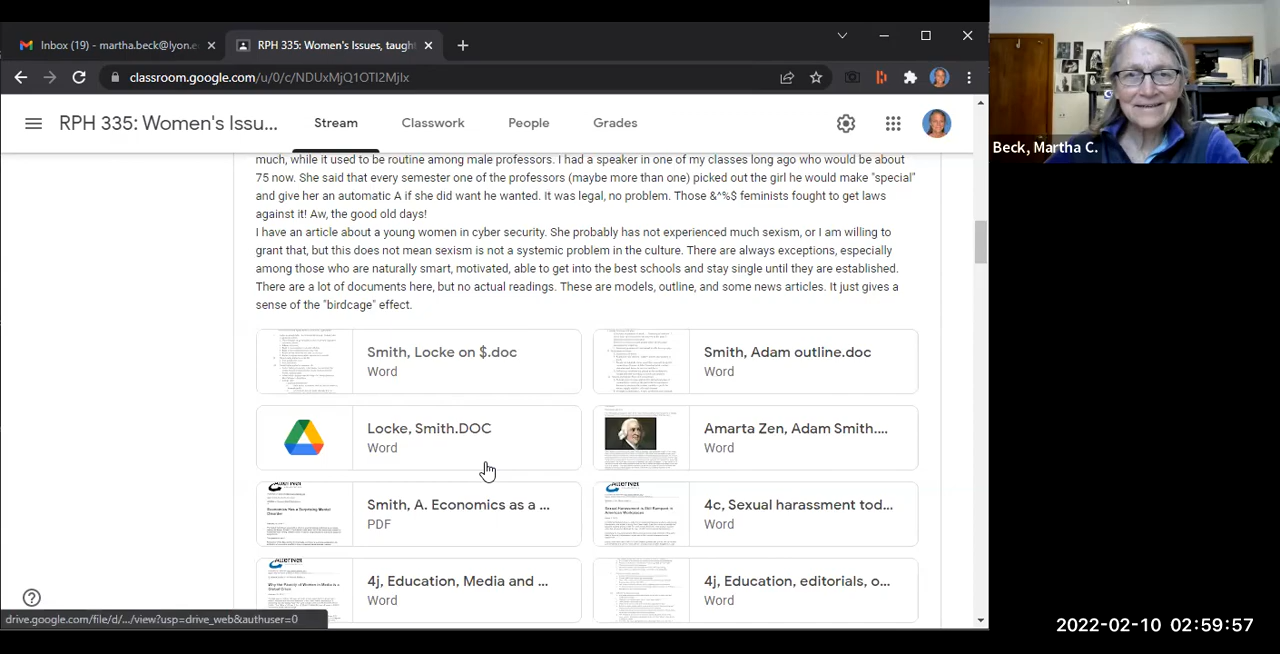 Inbox (19) - martha.beck@lyon.e
RPH 335: Women's Issues, taught
classroom.google.com/u/0/c/NDUxMjQ1OTI2Mjlx
RPH 335: Women's Issu...
Stream
Classwork
People
Grades
Beck, Martha C.
much, while it used to be routine among male professors. I had a speaker in one of my classes long ago who would be about
75 now. She said that every semester one of the professors (maybe more than one) picked out the girl he would make "special"
and give her an automatic A if she did want he wanted. It was legal, no problem. Those &^%$ feminists fought to get laws
against it! Aw, the good old days!
I have an article about a young women in cyber security. She probably has not experienced much sexism, or I am willing to
grant that, but this does not mean sexism is not a systemic problem in the culture. There are always exceptions, especially
among those who are naturally smart, motivated, able to get into the best schools and stay single until they are established.
There are a lot of documents here, but no actual readings. These are models, outline, and some news articles. It just gives a
sense of the "birdcage" effect.
Smith, Locke on $.doc
Word
Smith, Adam outline.doc
Word
Locke, Smith.DOC
Word
Amarta Zen, Adam Smith....
Word
Smith, A. Economics as a ...
PDF
4c, Sexual harassment tod...
Word
4j, Education, Media and ...
Word
4j, Education, editorials, o...
Word
drive.google.com/file/d/.../view?usp=drive_web&authuser=0
2022-02-10 02:59:57